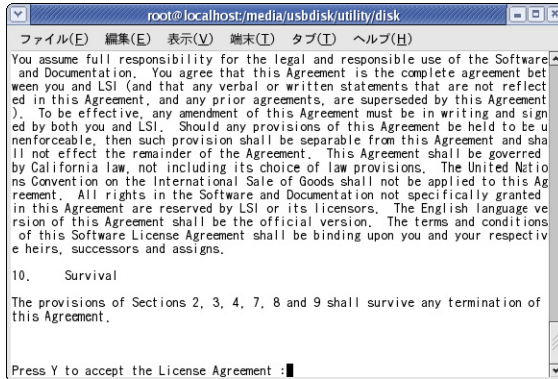 root@localhost:/media/usbdisk/utility/disk
ファイル(F) 編集(E) 表示(V) 端末(T) タブ(T) ヘルプ(H)
You assume full responsibility for the legal and responsible use of the Software
 and Documentation.  You agree that this Agreement is the complete agreement bet
ween you and LSI (and that any verbal or written statements that are not reflect
ed in this Agreement, and any prior agreements, are superseded by this Agreement
).  To be effective, any amendment of this Agreement must be in writing and sign
ed by both you and LSI.  Should any provisions of this Agreement be held to be u
nenforceable, then such provision shall be separable from this Agreement and sha
ll not effect the remainder of the Agreement.  This Agreement shall be governed
by California law, not including its choice of law provisions.  The United Natio
ns Convention on the International Sale of Goods shall not be applied to this Ag
reement.  All rights in the Software and Documentation not specifically granted
in this Agreement are reserved by LSI or its licensors.  The English language ve
rsion of this Agreement shall be the official version.  The terms and conditions
 of this Software License Agreement shall be binding upon you and your respectiv
e heirs, successors and assigns.
10.    Survival
The provisions of Sections 2, 3, 4, 7, 8 and 9 shall survive any termination of
this Agreement.
Press Y to accept the License Agreement :